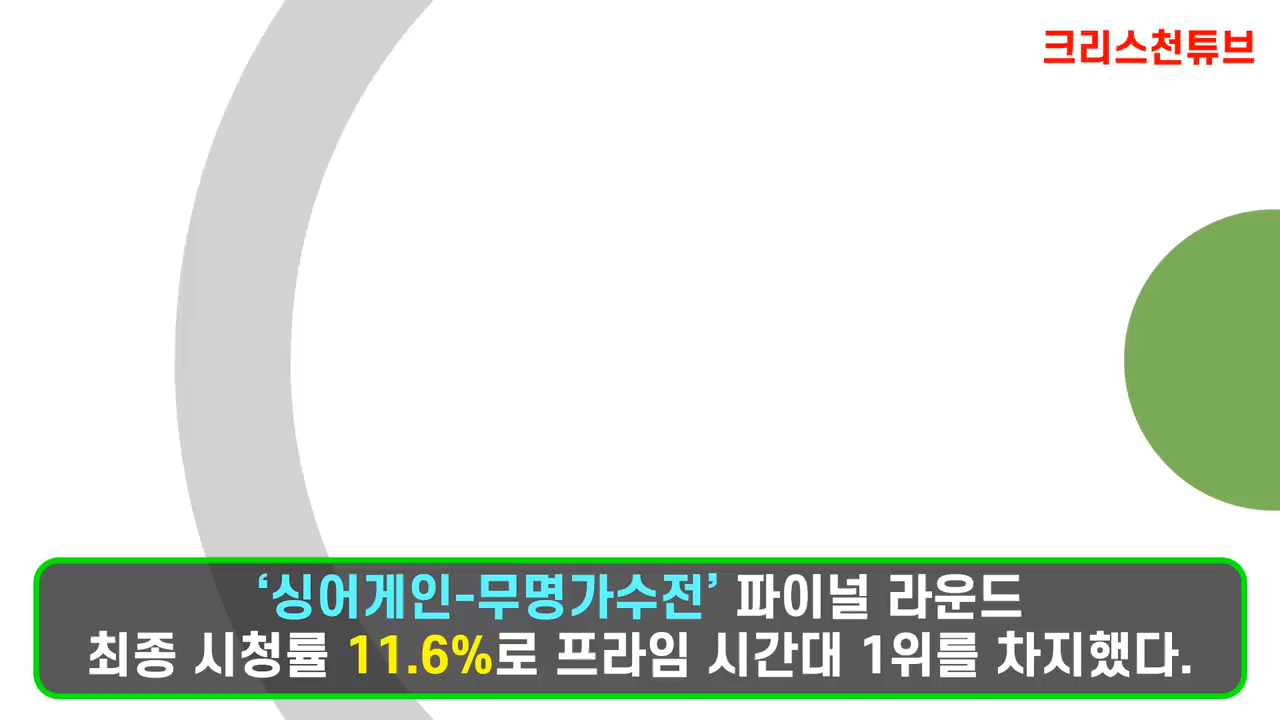 크리스천튜브
‘싱어게인-무명가수전’ 파이널 라운드
최종 시청률 11.6%로 프라임 시간대 1위를 차지했다.